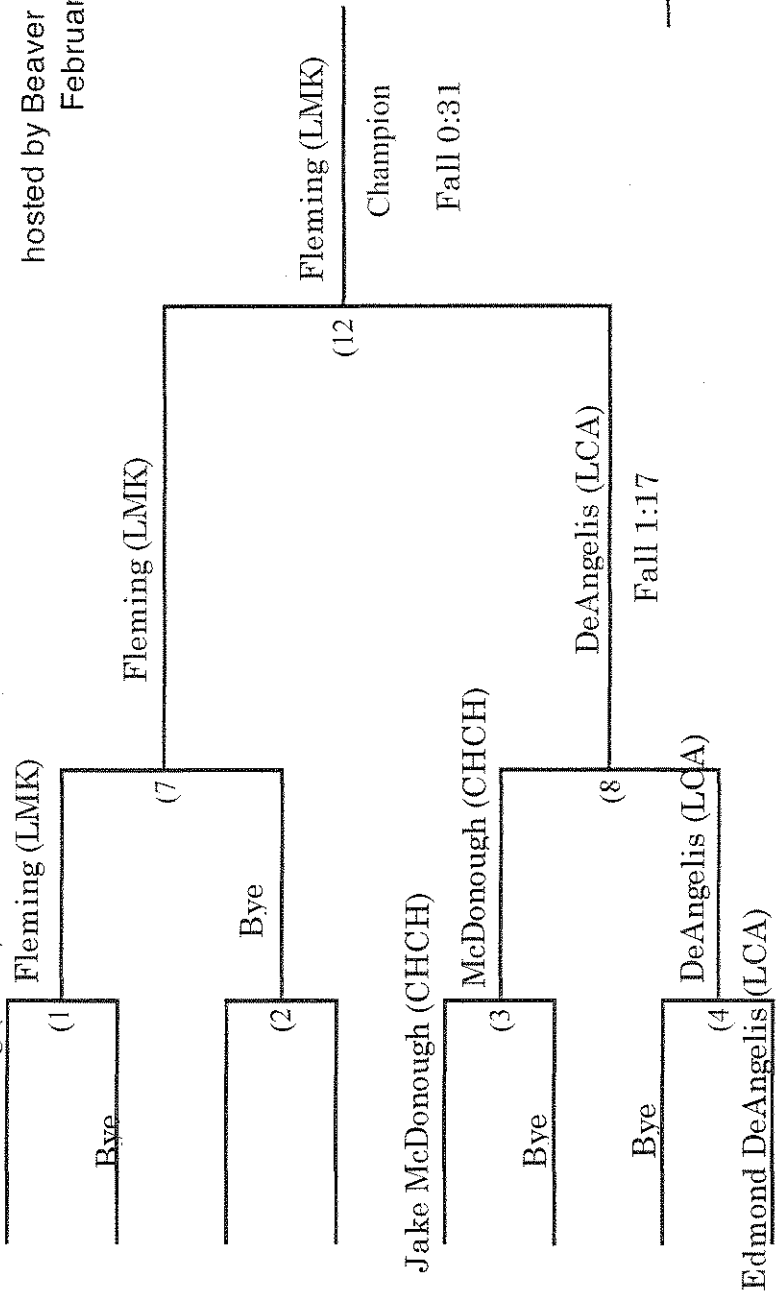 hosted by Beaver
Fleming (LMK)
Bye
(1
Bye
(2
Fleming (LMK)
(7
Jake McDonough (CHCH)
McDonough (CHCH)
Bye
(3
Bye
DeAngelis (LCA)
(4
Edmond DeAngelis (LCA)
(8
DeAngelis (LCA)
Fall 1:17
(12
Fleming (LMK)
Champion
Fall 0:31